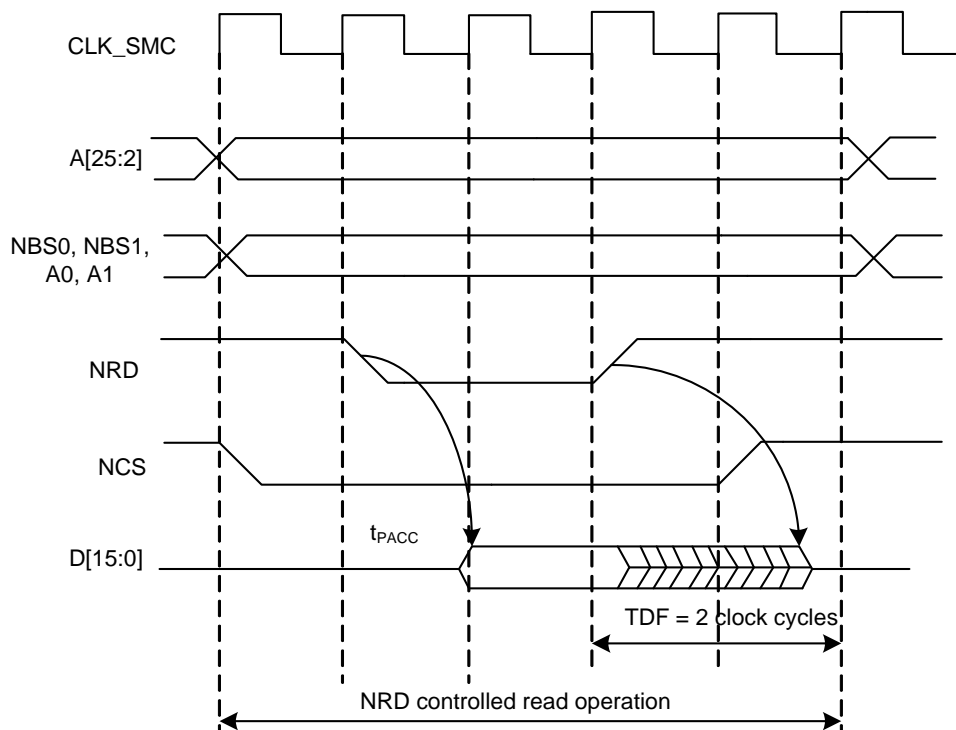 CLK_SMC
A[25:2]
NBS0, NBS1,
A0, A1
NRD
NCS
tPACC
D[15:0]
TDF = 2 clock cycles
NRD controlled read operation